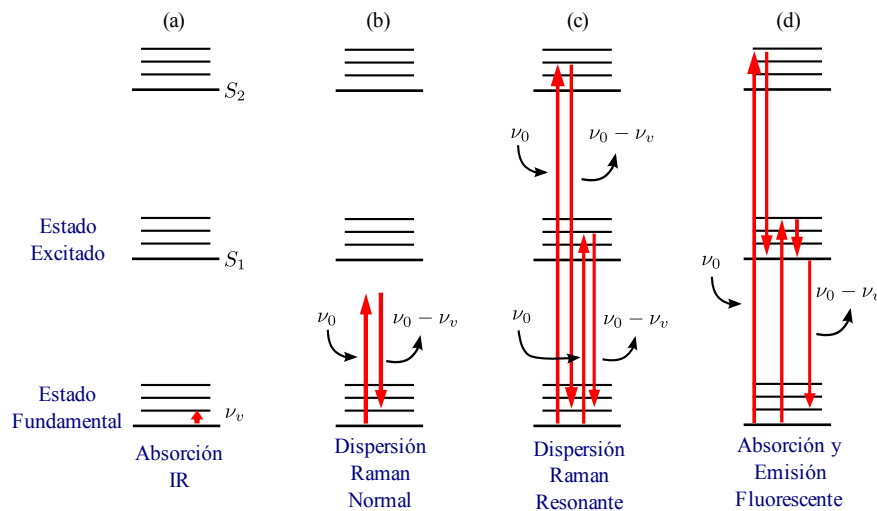 (a)
(b)
(c)
(d)
S₂
ν₀
ν₀ − νᵥ
Estado
Excitado
S₁
ν₀
ν₀ − νᵥ
ν₀
ν₀ − νᵥ
ν₀
ν₀ − νᵥ
Estado
Fundamental
νᵥ
Absorción
IR
Dispersión
Raman
Normal
Dispersión
Raman
Resonante
Absorción y
Emisión
Fluorescente